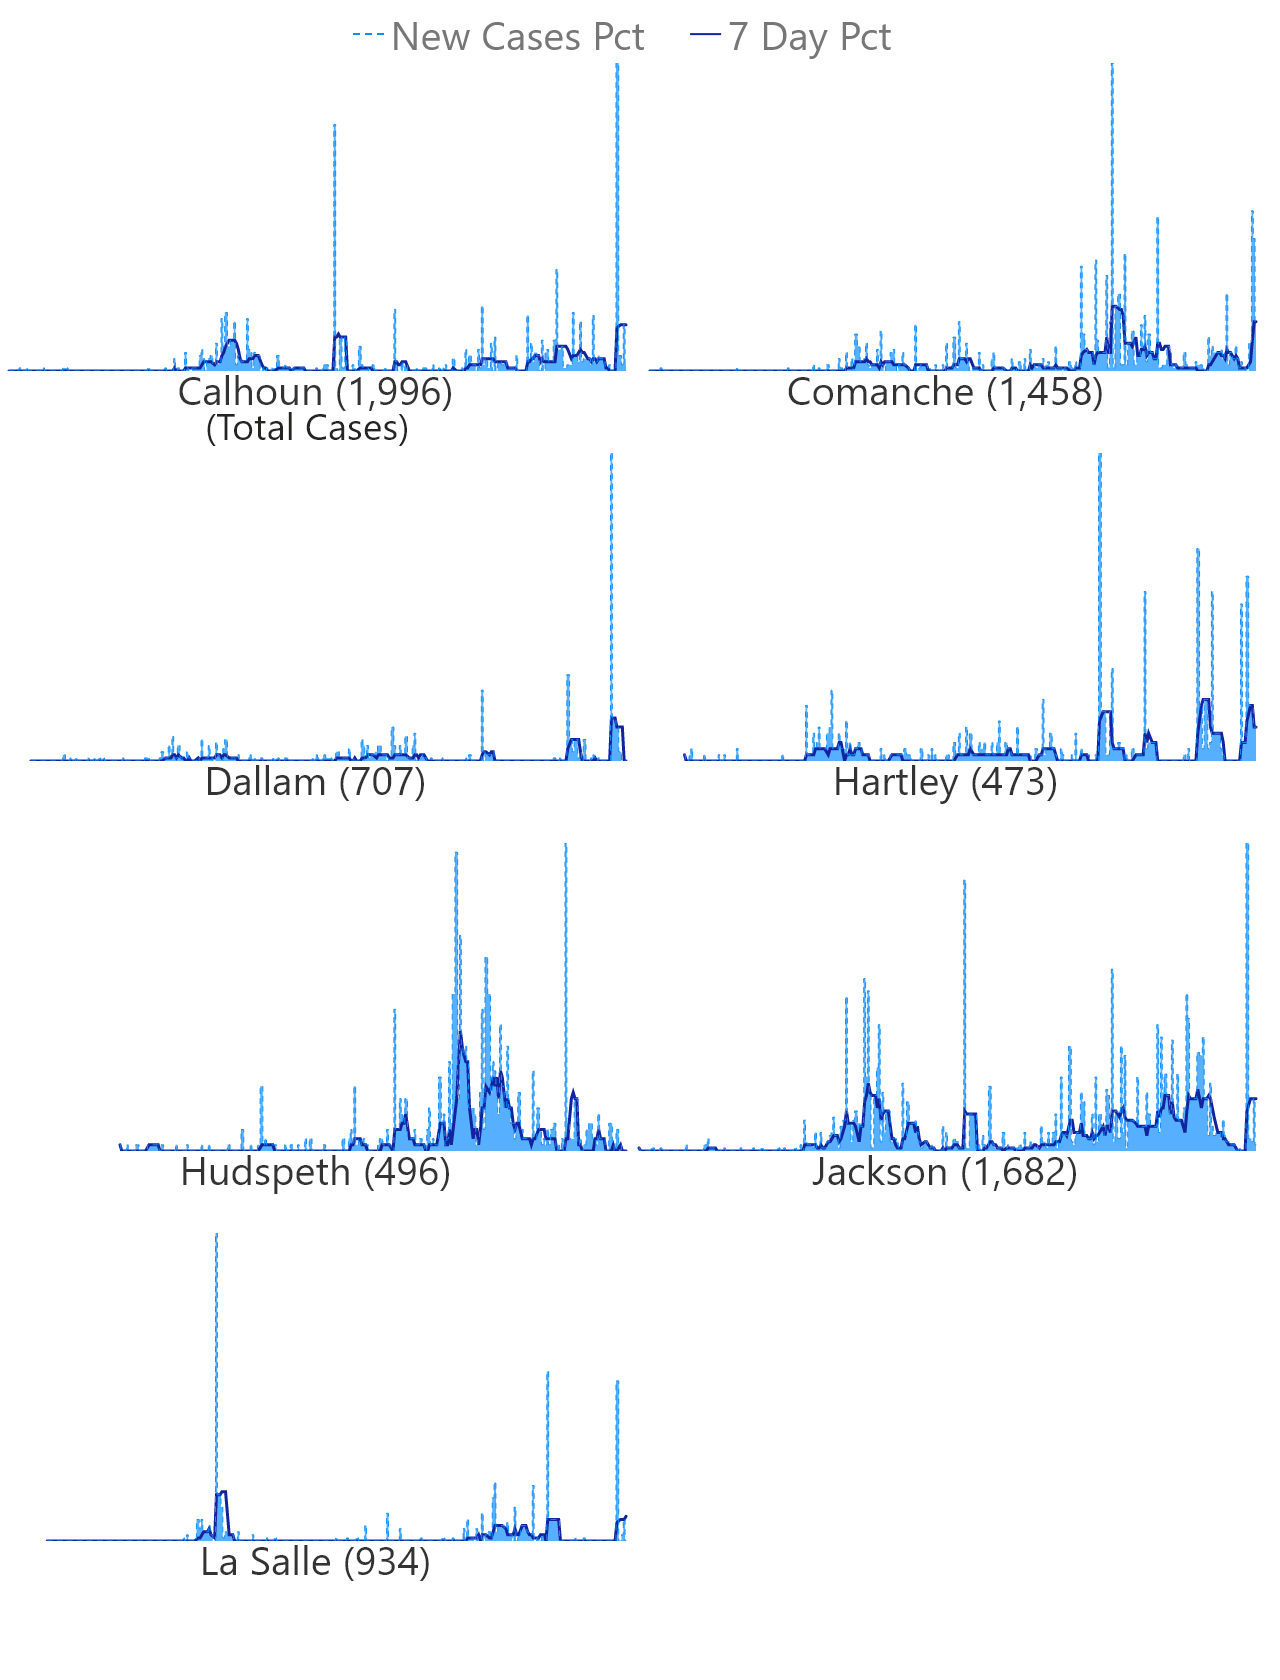 New Cases Pct 7 Day Pct
Calhoun (1,996) Comanche (1,458)
(Total Cases)
Dallam (707) Hartley (473)
Hudspeth (496) Jackson (1,682)
La Salle (934)